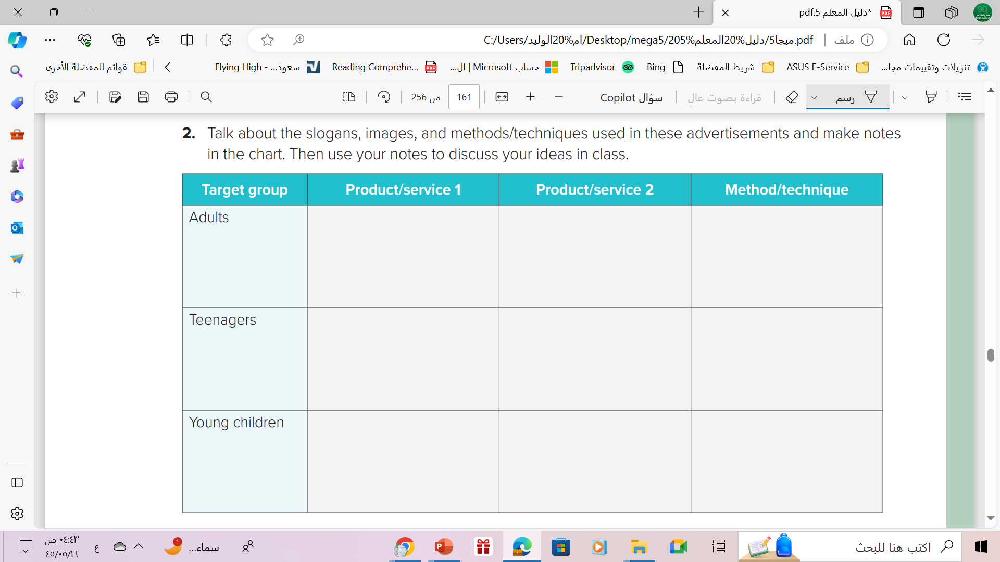 دليل المعلم 5.pdf*
C:/Users/ام%20الوليد/Desktop/mega5/205%ميجا5/دليل%20المعلم.pdf
ملف
تنزيلات وتقييمات مجا...
ASUS E-Service
شريط المفضلة
Bing
Tripadvisor
حساب Microsoft | ال...
Reading Comprehe...
Flying High - سعود...
قوائم المفضلة الأخرى
رسم
قراءة بصوت عالٍ
سؤال Copilot
161
من 256
2. Talk about the slogans, images, and methods/techniques used in these advertisements and make notes
in the chart. Then use your notes to discuss your ideas in class.
Target group
Product/service 1
Product/service 2
Method/technique
Adults
Teenagers
Young children
اكتب هنا للبحث
سماء...
1
ع
٠٤:٤٣ ص
٤٥/٠٥/١٦